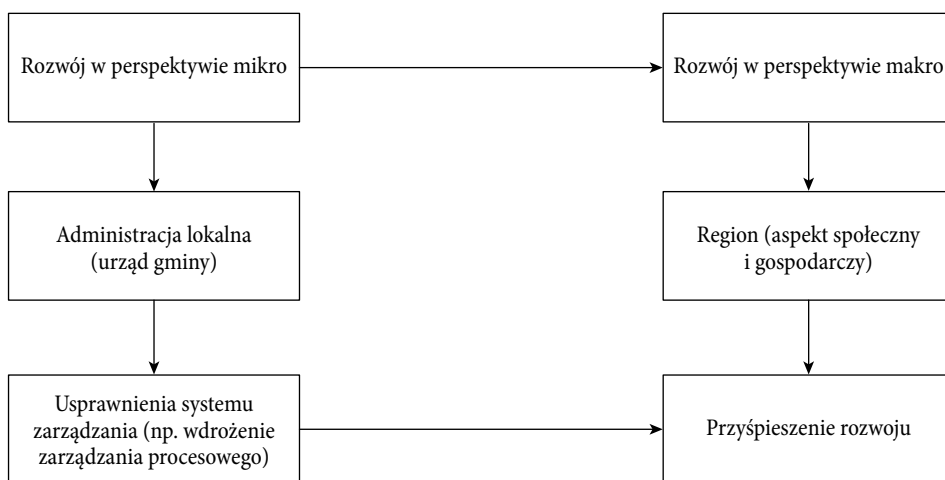 Rozwój w perspektywie mikro
Rozwój w perspektywie makro
Administracja lokalna
(urząd gminy)
Region (aspekt społeczny
i gospodarczy)
Usprawnienia systemu
zarządzania (np. wdrożenie
zarządzania procesowego)
Przyśpieszenie rozwoju